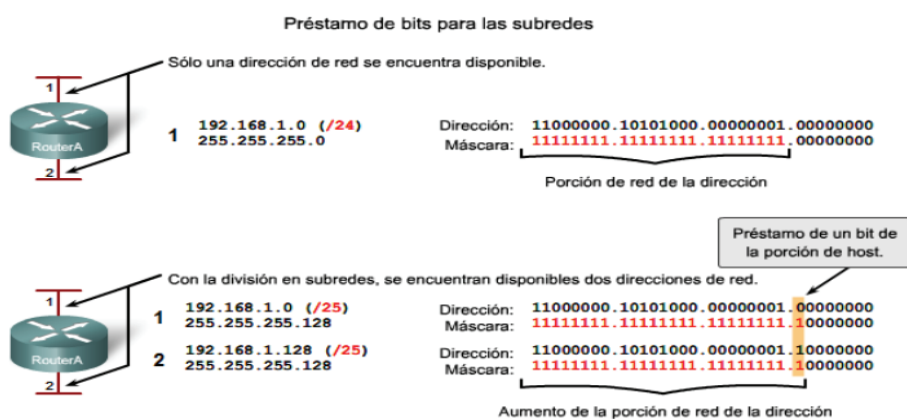 Préstamo de bits para las subredes
Sólo una dirección de red se encuentra disponible.
1
RouterA
2
1 192.168.1.0 (/24)
255.255.255.0
Dirección: 11000000.10101000.00000001.00000000
Máscara: 11111111.11111111.11111111.00000000
Porción de red de la dirección
Préstamo de un bit de
la porción de host.
Con la división en subredes, se encuentran disponibles dos direcciones de red.
1
RouterA
2
1 192.168.1.0 (/25)
255.255.255.128
Dirección: 11000000.10101000.00000001.00000000
Máscara: 11111111.11111111.11111111.10000000
2 192.168.1.128 (/25)
255.255.255.128
Dirección: 11000000.10101000.00000001.10000000
Máscara: 11111111.11111111.11111111.10000000
Aumento de la porción de red de la dirección